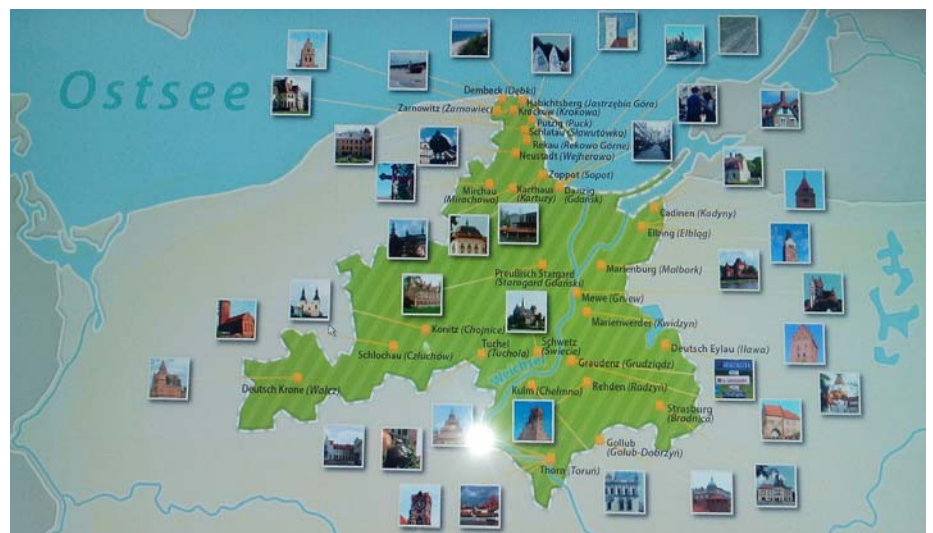 Ostsee
Dembeck (Dębki)
Habichtsberg (Jastrzębia Góra)
Zarnowitz (Żarnowiec)
Krockow (Krokowa)
Putzig (Puck)
Schlatau (Sławutówko)
Rekau (Rekowo Górne)
Neustadt (Wejherowo)
Zoppot (Sopot)
Mirchau
(Mirachowo)
Karthaus
(Kartuzy)
Danzig
(Gdańsk)
Cadinen (Kadyny)
Elbing (Elbląg)
Preußisch Stargard
(Starogard Gdański)
Marienburg (Malbork)
Mewe (Gniew)
Marienwerder (Kwidzyn)
Konitz (Chojnice)
Tuchel
(Tuchola)
Schwetz
(Świecie)
Deutsch Eylau (Iława)
Schlochau (Człuchów)
Graudenz (Grudziądz)
Weichsel
Deutsch Krone (Wałcz)
Kulm (Chełmno)
Rehden (Radzyń)
Strasburg
(Brodnica)
Gollub
(Golub-Dobrzyń)
Thorn (Toruń)